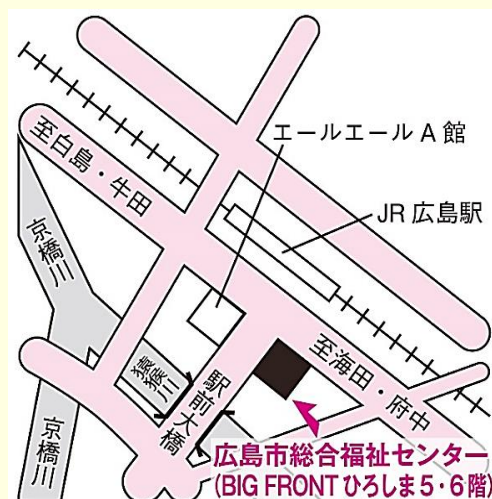 エールエール A 館
至白島・牛田
JR 広島駅
京橋川
至海田・府中
猿猴川
駅前大橋
京橋川
広島市総合福祉センター
(BIG FRONT ひろしま 5・6 階)